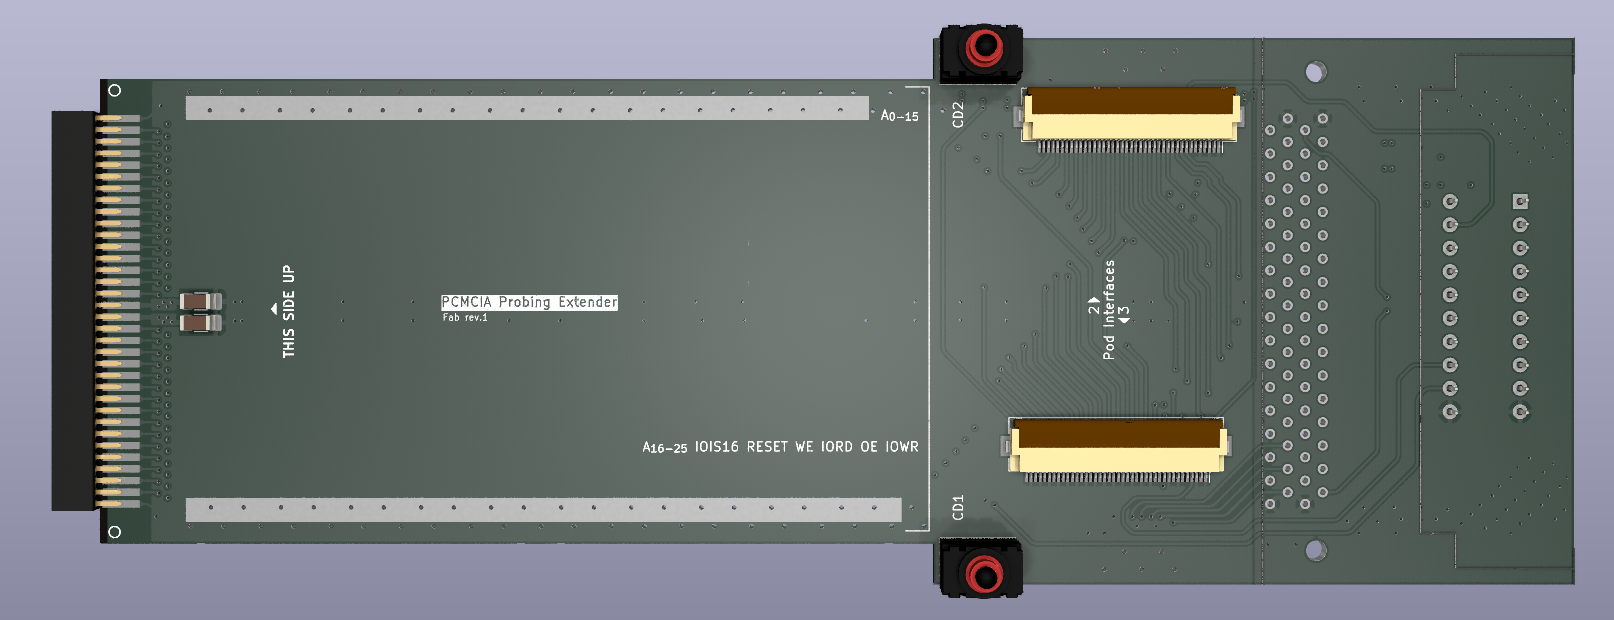 A0-15
CD2
THIS SIDE UP
PCMCIA Probing Extender
Fab rev.1
2
Pod Interfaces
3
A16-25 IOIS16 RESET WE IORD OE IOWR
CD1